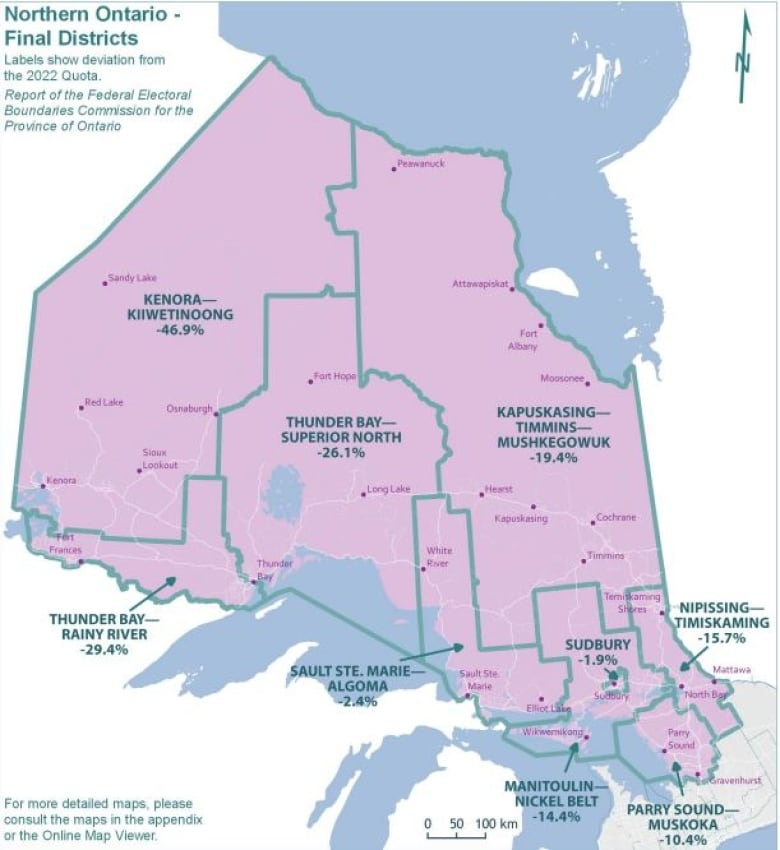 Northern Ontario -
Final Districts
Labels show deviation from
the 2022 Quota.
Report of the Federal Electoral
Boundaries Commission for the
Province of Ontario
N
Peawanuck
Sandy Lake
KENORA—
KIIWETINOONG
-46.9%
Attawapiskat
Fort
Albany
Fort Hope
Moosonee
Red Lake
Osnaburgh
THUNDER BAY—
SUPERIOR NORTH
-26.1%
KAPUSKASING—
TIMMINS—
MUSHKEGOWUK
-19.4%
Sioux
Lookout
Kenora
Long Lake
Hearst
Kapuskasing
Cochrane
Fort
Frances
White
River
Thunder
Bay
Timmins
Temiskaming
Shores
NIPISSING—
TIMISKAMING
-15.7%
THUNDER BAY—
RAINY RIVER
-29.4%
SUDBURY
-1.9%
SAULT STE. MARIE—
ALGOMA
-2.4%
Sault Ste.
Marie
Mattawa
Sudbury
North Bay
Elliot Lake
Wikwemikong
Parry
Sound
Gravenhurst
MANITOULIN—
NICKEL BELT
-14.4%
PARRY SOUND—
MUSKOKA
-10.4%
For more detailed maps, please
consult the maps in the appendix
or the Online Map Viewer.
0 50 100 km